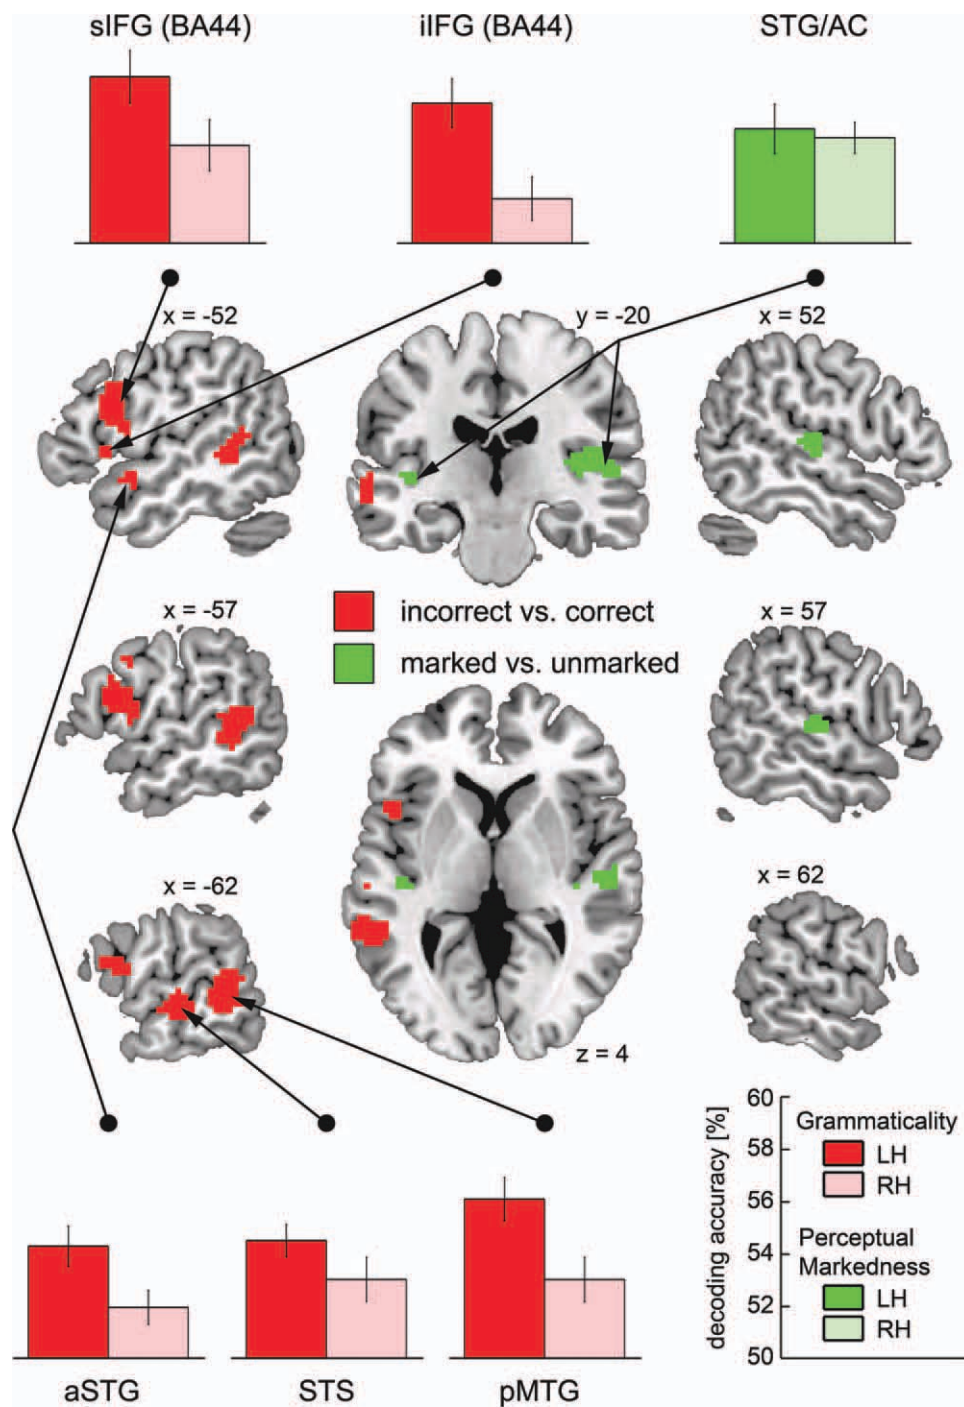 sIFG (BA44)
iIFG (BA44)
STG/AC
x = -52
y = -20
x = 52
incorrect vs. correct
marked vs. unmarked
x = -57
x = 57
x = -62
x = 62
z = 4
decoding accuracy [%]
60
58
56
54
52
50
Grammaticality
LH
RH
Perceptual
Markedness
LH
RH
aSTG
STS
pMTG